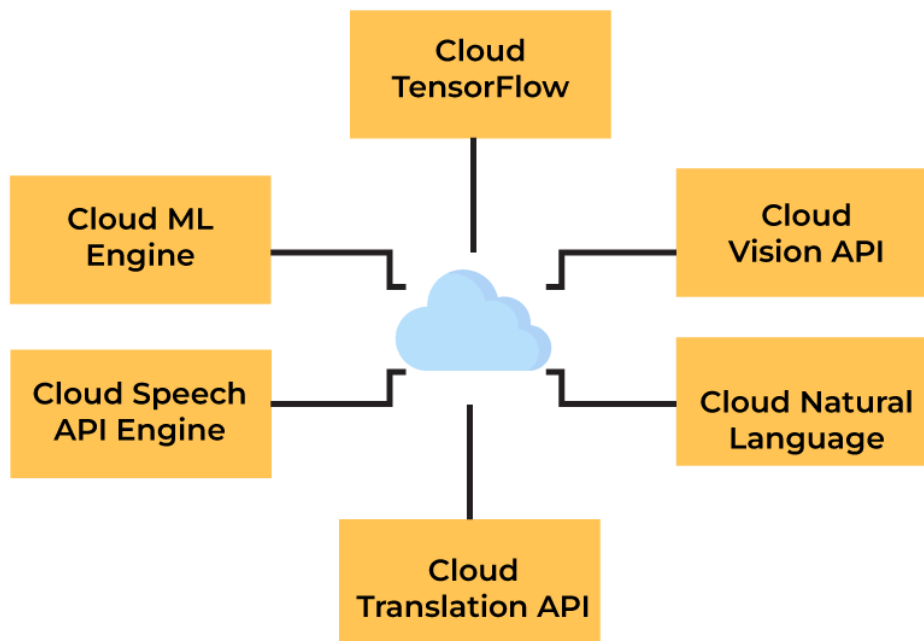 Cloud
TensorFlow
Cloud ML
Engine
Cloud
Vision API
Cloud Speech
API Engine
Cloud Natural
Language
Cloud
Translation API